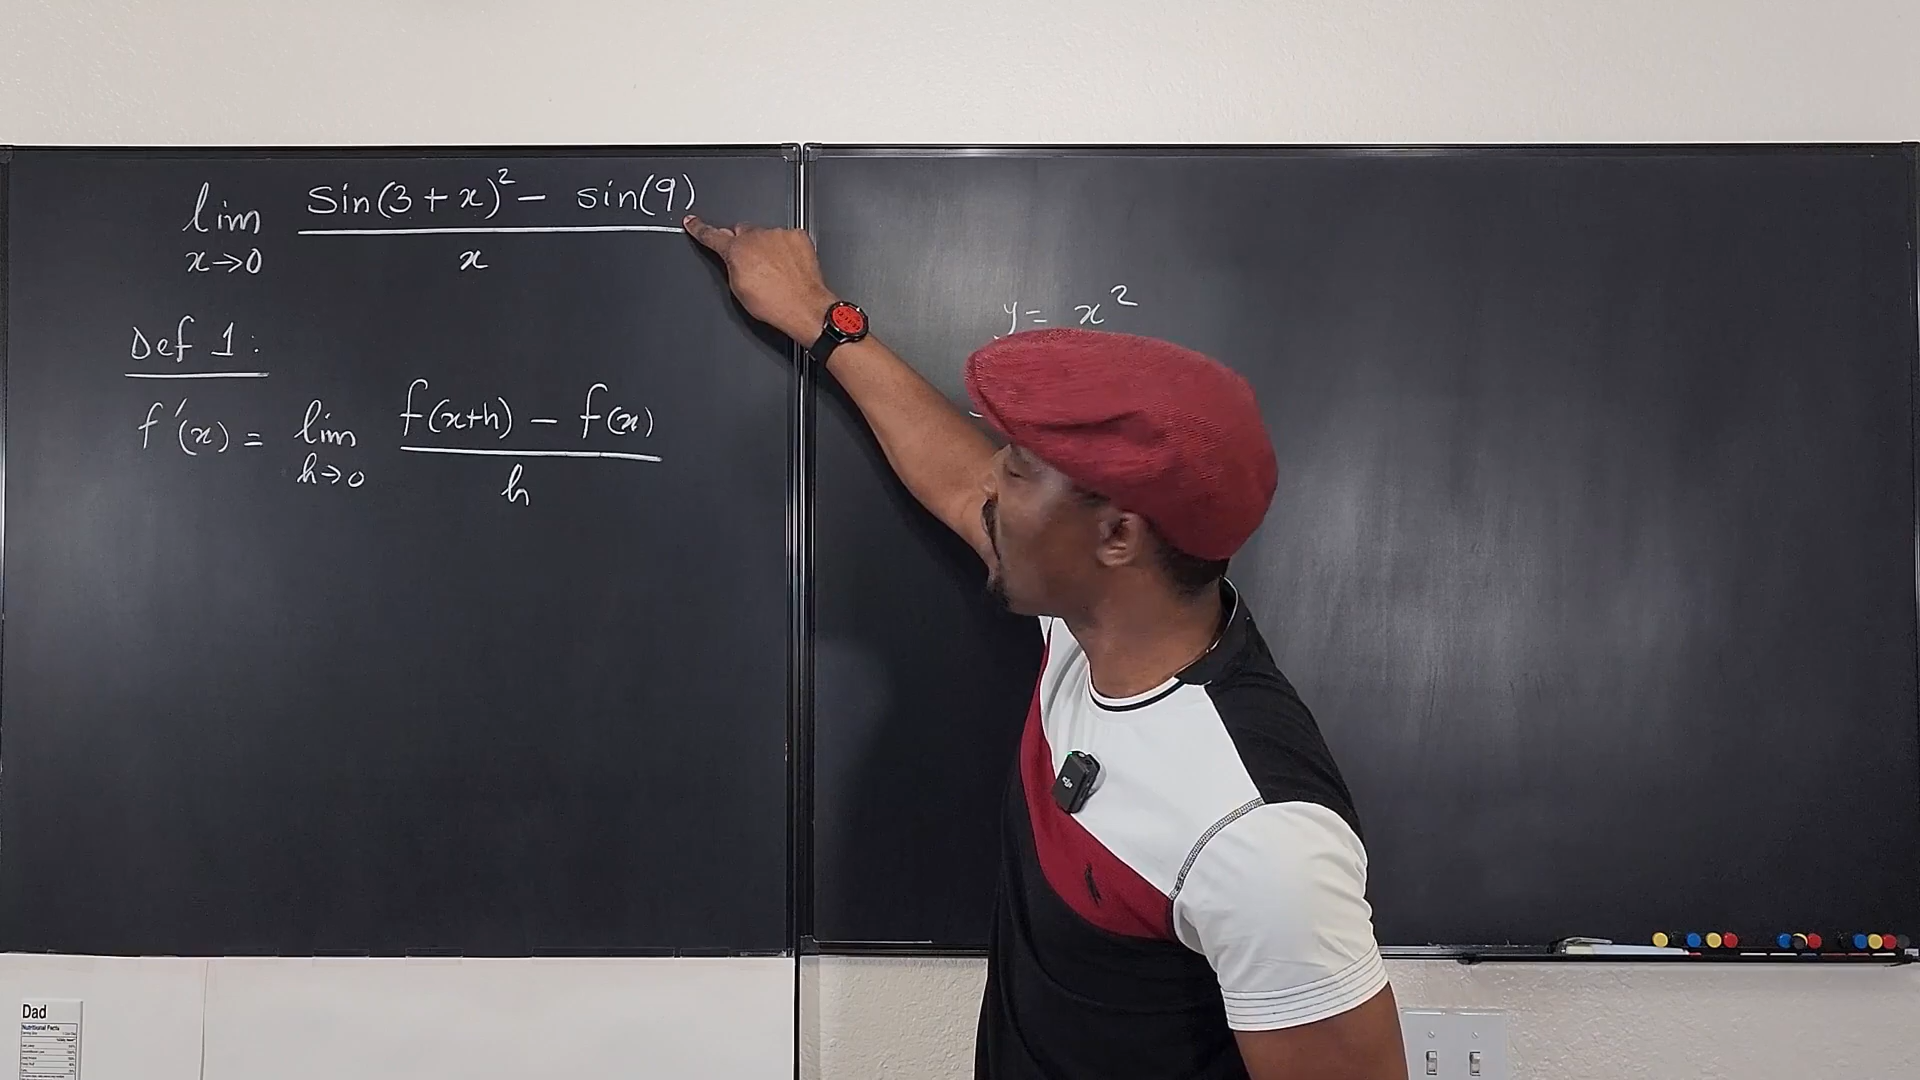 lim x→0 Sin(3+x)² − sin(9) / x
Def 1:
f'(x) = lim h→0 f(x+h) − f(x) / h
y = x²
Dad
Nutritional Facts